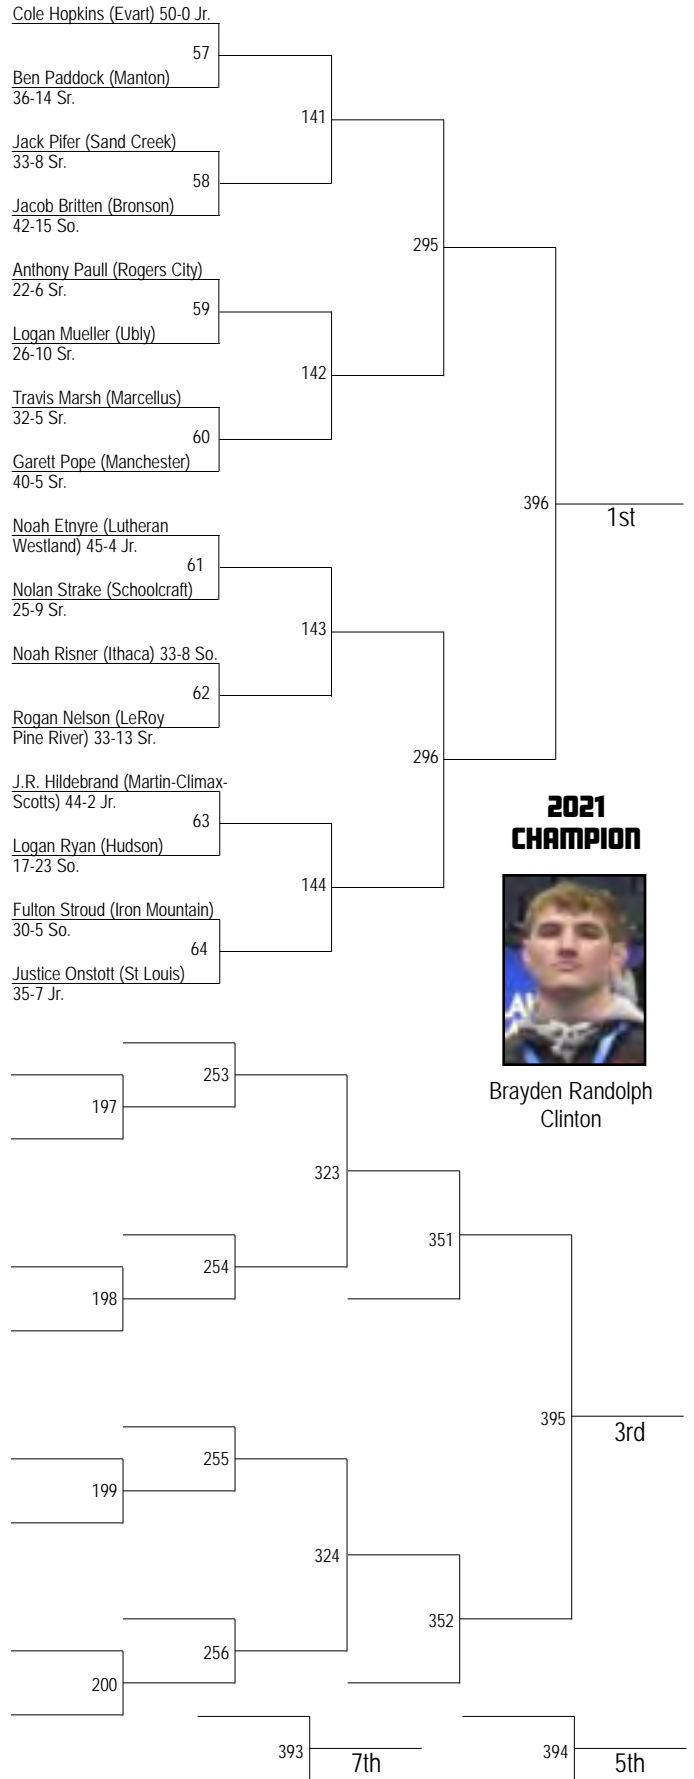 Cole Hopkins (Evart) 50-0 Jr.
57
Ben Paddock (Manton)
36-14 Sr.
141
Jack Pifer (Sand Creek)
33-8 Sr.
58
Jacob Britten (Bronson)
42-15 So.
295
Anthony Paull (Rogers City)
22-6 Sr.
59
Logan Mueller (Ubly)
26-10 Sr.
142
Travis Marsh (Marcellus)
32-5 Sr.
60
Garett Pope (Manchester)
40-5 Sr.
396
1st
Noah Etnyre (Lutheran
Westland) 45-4 Jr.
61
Nolan Strake (Schoolcraft)
25-9 Sr.
143
Noah Risner (Ithaca) 33-8 So.
62
Rogan Nelson (LeRoy
Pine River) 33-13 Sr.
296
J.R. Hildebrand (Martin-Climax-
Scotts) 44-2 Jr.
63
Logan Ryan (Hudson)
17-23 So.
144
Fulton Stroud (Iron Mountain)
30-5 So.
64
Justice Onstott (St Louis)
35-7 Jr.
2021
CHAMPION
Brayden Randolph
Clinton
253
197
323
351
254
198
395
3rd
255
199
324
352
256
200
393
7th
394
5th